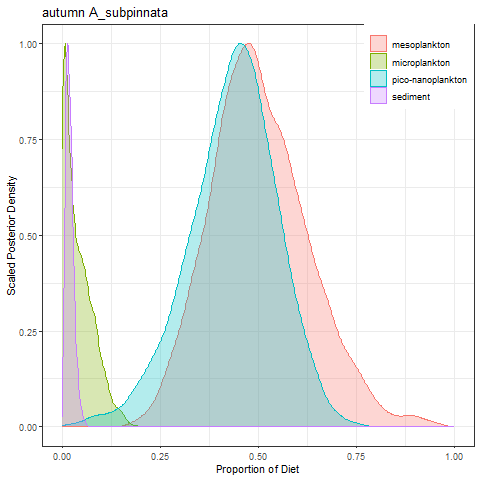 autumn A_subpinnata
mesoplankton
microplankton
pico-nanoplankton
sediment
1.00
0.75
0.50
0.25
0.00
Scaled Posterior Density
0.00 0.25 0.50 0.75 1.00
Proportion of Diet